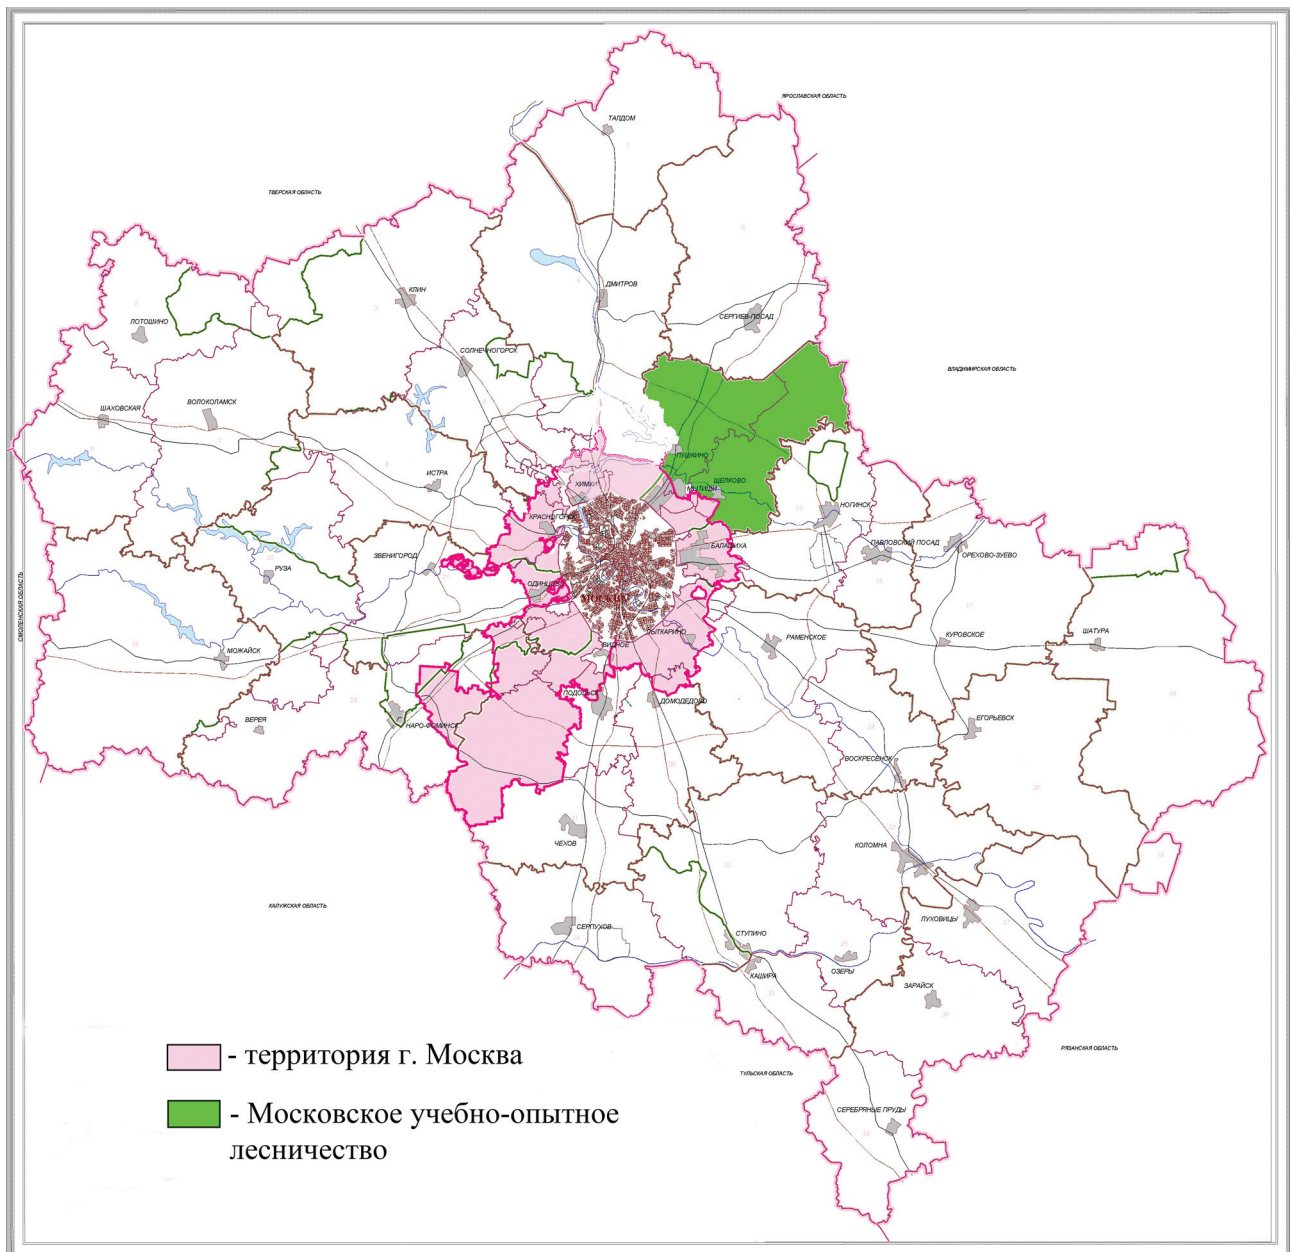 ЯРОСЛАВСКАЯ ОБЛАСТЬ
ТАЛДОМ
ТВЕРСКАЯ ОБЛАСТЬ
КЛИН
ДМИТРОВ
СЕРГИЕВ-ПОСАД
ЛОТОШИНО
СОЛНЕЧНОГОРСК
ВЛАДИМИРСКАЯ ОБЛАСТЬ
ШАХОВСКАЯ
ВОЛОКОЛАМСК
ПУШКИНО
ИСТРА
ХИМКИ
МЫТИЩИ
ЩЕЛКОВО
НОГИНСК
КРАСНОГОРСК
БАЛАШИХА
ПАВЛОВСКИЙ ПОСАД
ОРЕХОВО-ЗУЕВО
ЗВЕНИГОРОД
РУЗА
ОДИНЦОВО
МОСКВА
СМОЛЕНСКАЯ ОБЛАСТЬ
ЛЫТКАРИНО
ВИДНОЕ
РАМЕНСКОЕ
КУРОВСКОЕ
ШАТУРА
МОЖАЙСК
ПОДОЛЬСК
ДОМОДЕДОВО
ВЕРЕЯ
НАРО-ФОМИНСК
ЕГОРЬЕВСК
ВОСКРЕСЕНСК
ЧЕХОВ
КОЛОМНА
КАЛУЖСКАЯ ОБЛАСТЬ
СЕРПУХОВ
ЛУХОВИЦЫ
СТУПИНО
ОЗЕРЫ
КАШИРА
ЗАРАЙСК
РЯЗАНСКАЯ ОБЛАСТЬ
ТУЛЬСКАЯ ОБЛАСТЬ
СЕРЕБРЯНЫЕ ПРУДЫ
- территория г. Москва
- Московское учебно-опытное
лесничество